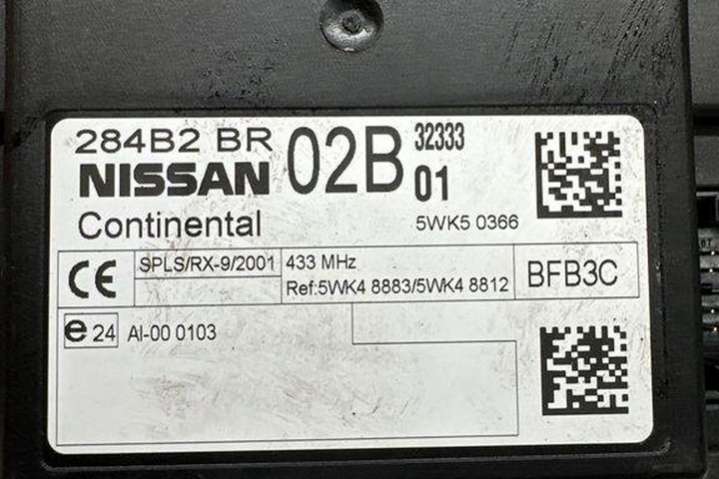 284B2 BR 02B 32333
NISSAN 01
Continental 5WK5 0366
CE SPLS/RX-9/2001 433 MHz BFB3C
Ref:5WK4 8883/5WK4 8812
e 24 AI-00 0103